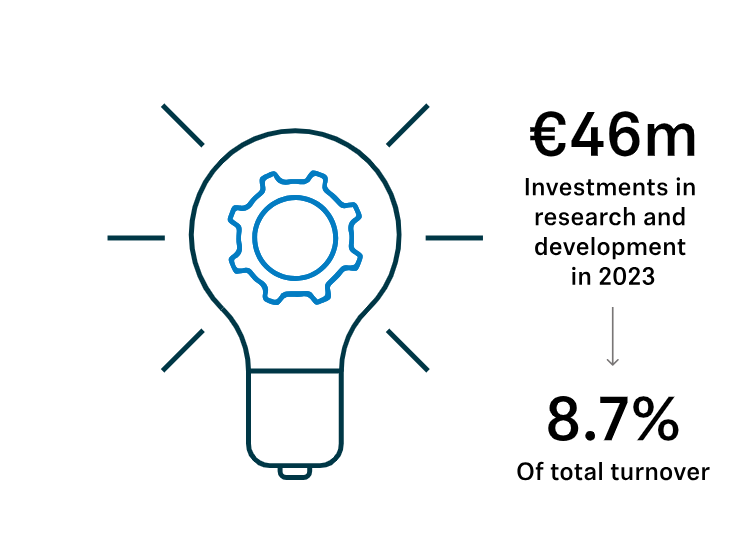 €46m
Investments in
research and
development
in 2023
8.7%
Of total turnover